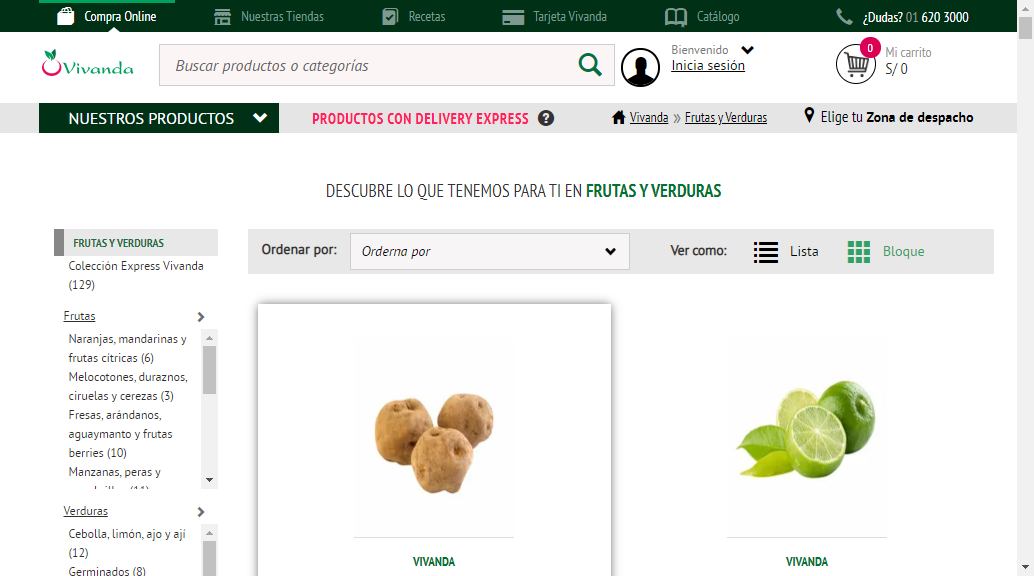 Compra Online
Nuestras Tiendas
Recetas
Tarjeta Vivanda
Catálogo
¿Dudas? 01 620 3000
Vivanda
Buscar productos o categorías
Bienvenido
Inicia sesión
0
Mi carrito
S/ 0
NUESTROS PRODUCTOS
PRODUCTOS CON DELIVERY EXPRESS ?
Vivanda » Frutas y Verduras
Elige tu Zona de despacho
DESCUBRE LO QUE TENEMOS PARA TI EN FRUTAS Y VERDURAS
FRUTAS Y VERDURAS
Colección Express Vivanda
(129)
Frutas
Naranjas, mandarinas y
frutas citricas (6)
Melocotones, duraznos,
ciruelas y cerezas (3)
Fresas, arándanos,
aguaymanto y frutas
berries (10)
Manzanas, peras y
Verduras
Cebolla, limón, ajo y ají
(12)
Germinados (8)
Ordenar por:
Orderna por
Ver como:
Lista
Bloque
VIVANDA
VIVANDA